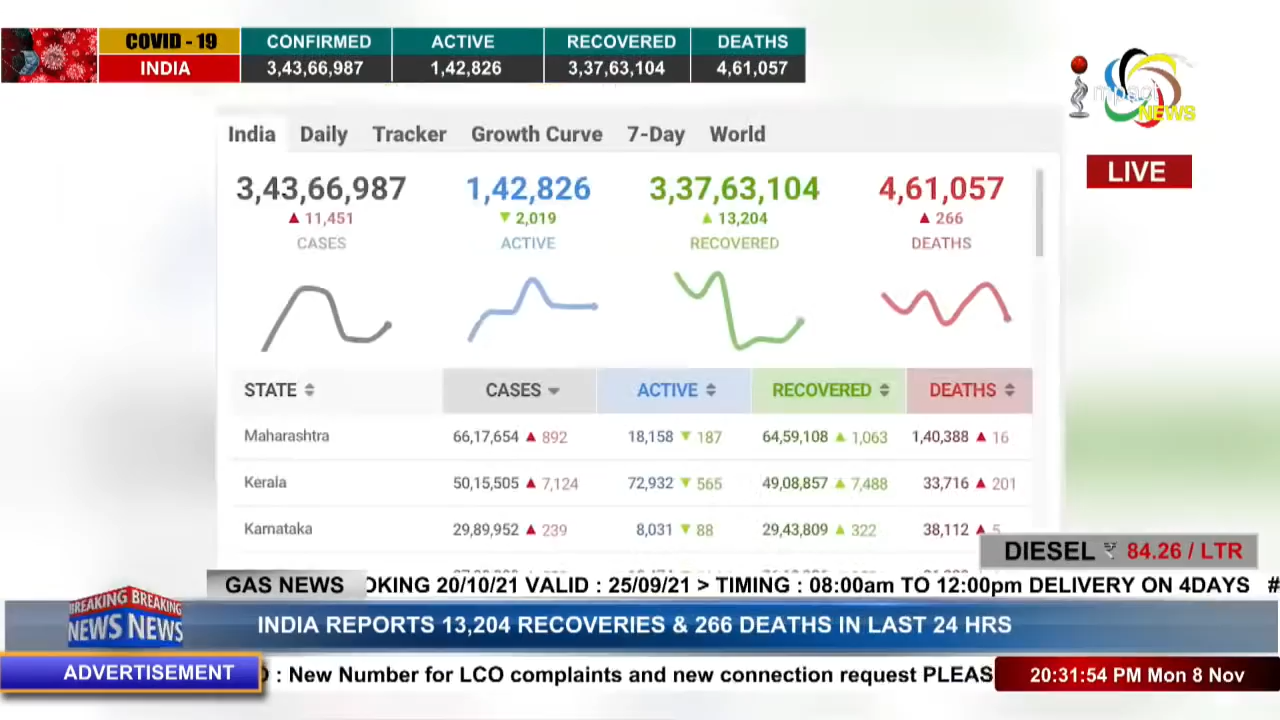 COVID - 19 CONFIRMED ACTIVE RECOVERED DEATHS
INDIA 3,43,66,987 1,42,826 3,37,63,104 4,61,057
impact
NEWS
LIVE
India Daily Tracker Growth Curve 7-Day World
3,43,66,987 1,42,826 3,37,63,104 4,61,057
▲ 11,451 ▼ 2,019 ▲ 13,204 ▲ 266
CASES ACTIVE RECOVERED DEATHS
STATE CASES ACTIVE RECOVERED DEATHS
Maharashtra 66,17,654 ▲ 892 18,158 ▼ 187 64,59,108 ▲ 1,063 1,40,388 ▲ 16
Kerala 50,15,505 ▲ 7,124 72,932 ▼ 565 49,08,857 ▲ 7,488 33,716 ▲ 201
Karnataka 29,89,952 ▲ 239 8,031 ▼ 88 29,43,809 ▲ 322 38,112 ▲ 5
DIESEL ₹ 84.26 / LTR
GAS NEWS OKING 20/10/21 VALID : 25/09/21 > TIMING : 08:00am TO 12:00pm DELIVERY ON 4DAYS #
BREAKING BREAKING
NEWS NEWS
INDIA REPORTS 13,204 RECOVERIES & 266 DEATHS IN LAST 24 HRS
ADVERTISEMENT : New Number for LCO complaints and new connection request PLEAS
20:31:54 PM Mon 8 Nov